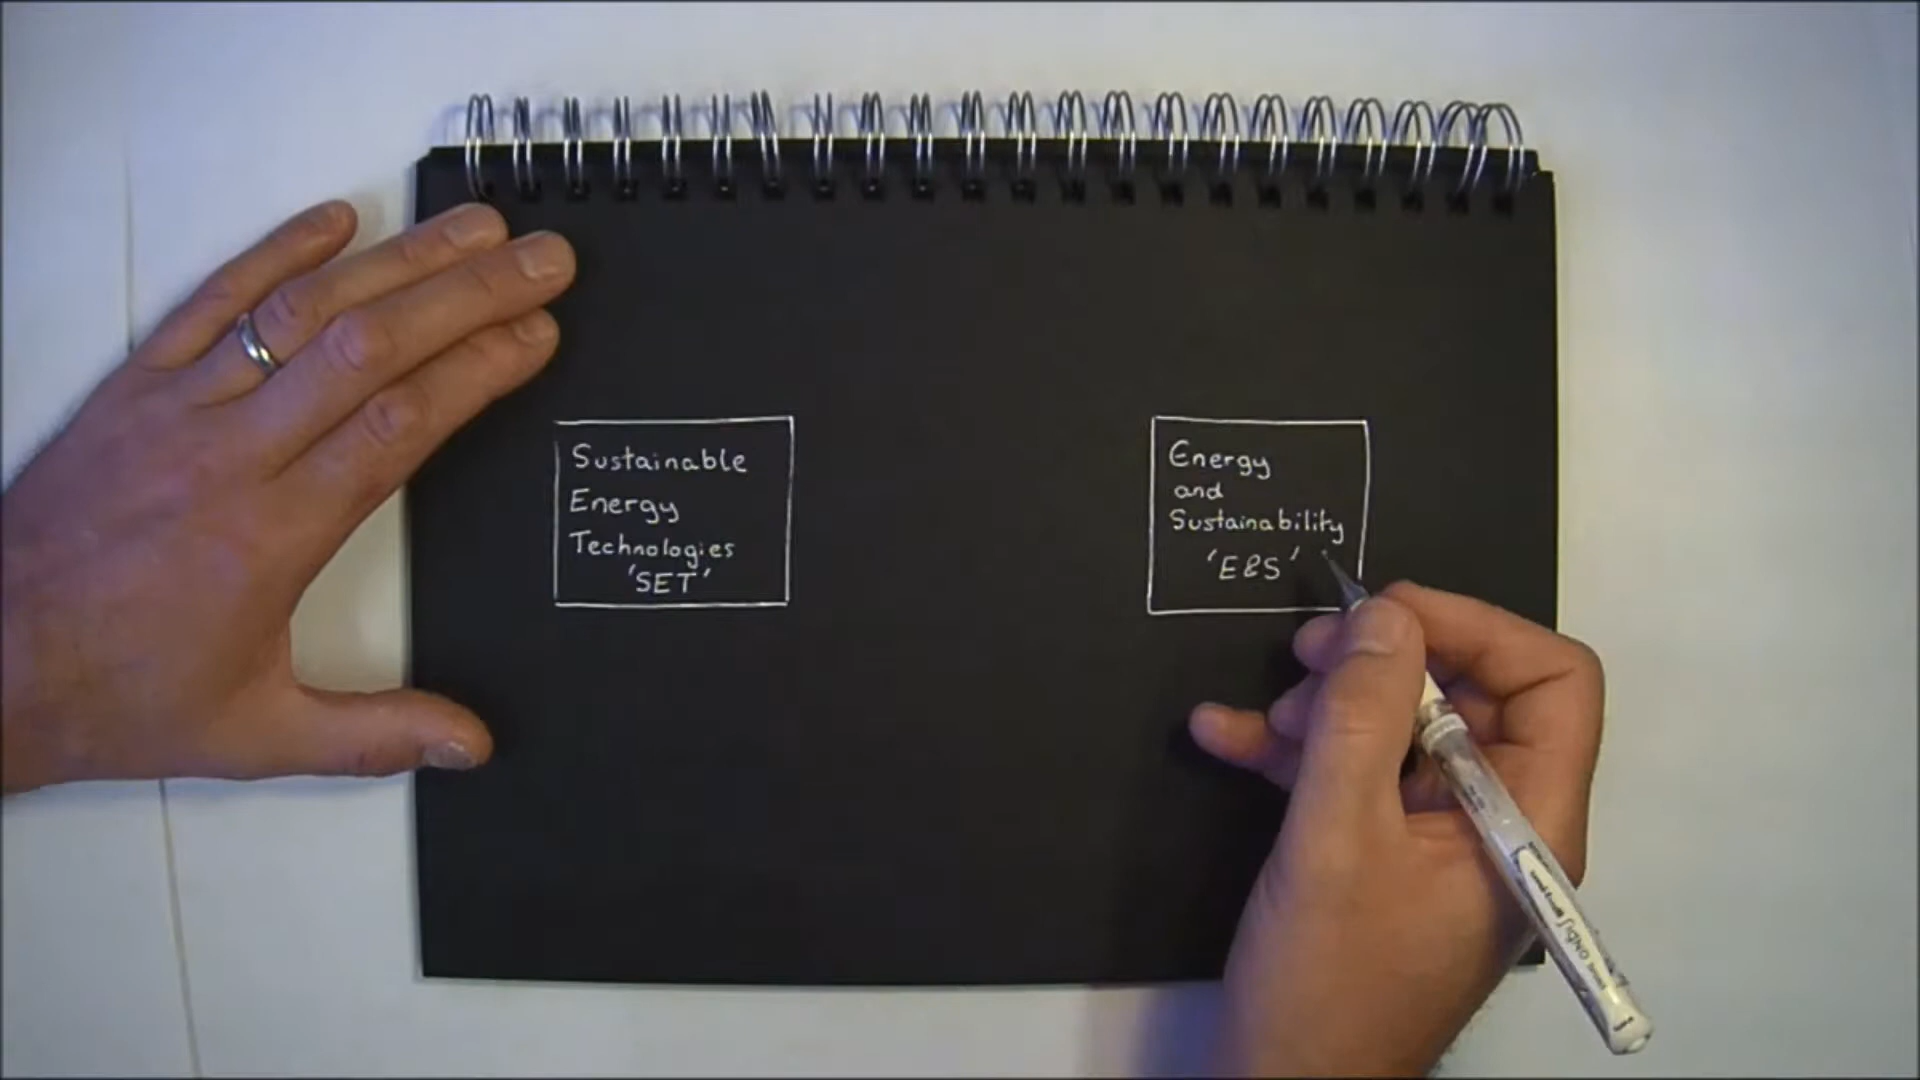 Sustainable
Energy
Technologies
'SET'
Energy
and
Sustainability
'E&S'